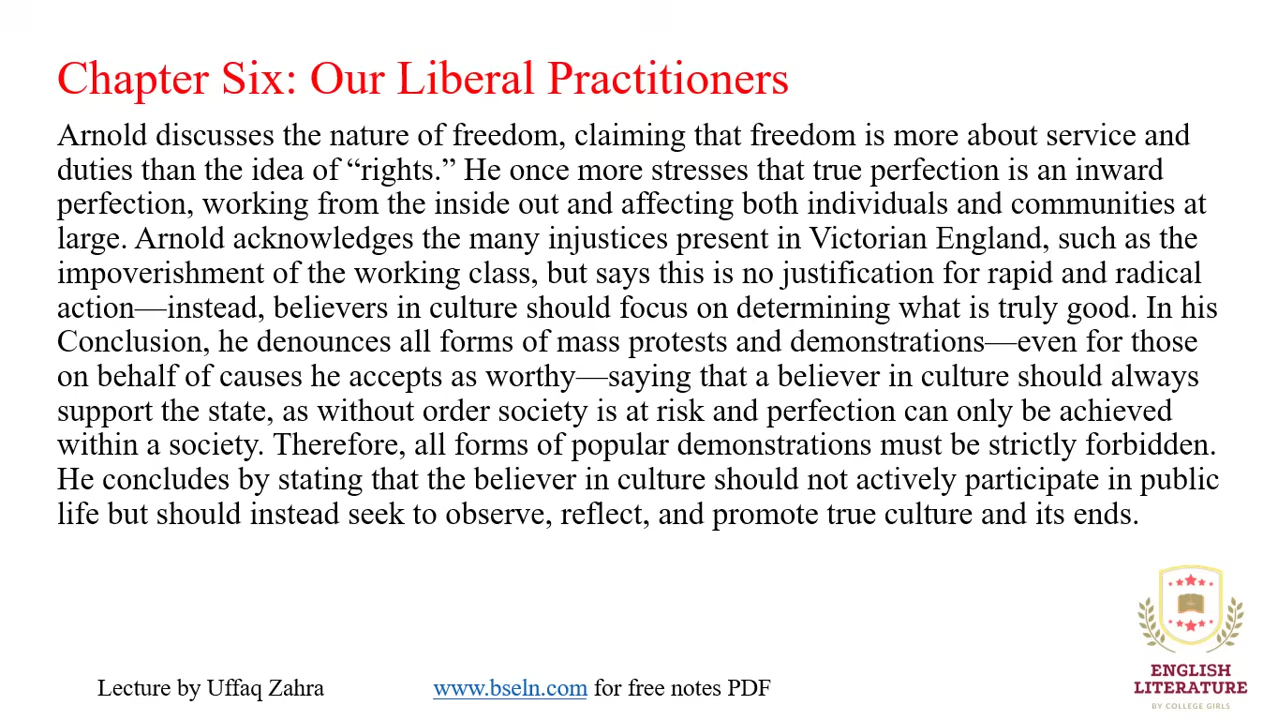 Chapter Six: Our Liberal Practitioners
Arnold discusses the nature of freedom, claiming that freedom is more about service and
duties than the idea of “rights.” He once more stresses that true perfection is an inward
perfection, working from the inside out and affecting both individuals and communities at
large. Arnold acknowledges the many injustices present in Victorian England, such as the
impoverishment of the working class, but says this is no justification for rapid and radical
action—instead, believers in culture should focus on determining what is truly good. In his
Conclusion, he denounces all forms of mass protests and demonstrations—even for those
on behalf of causes he accepts as worthy—saying that a believer in culture should always
support the state, as without order society is at risk and perfection can only be achieved
within a society. Therefore, all forms of popular demonstrations must be strictly forbidden.
He concludes by stating that the believer in culture should not actively participate in public
life but should instead seek to observe, reflect, and promote true culture and its ends.
ENGLISH
LITERATURE
BY COLLEGE GIRLS
Lecture by Uffaq Zahra
www.bseln.com for free notes PDF